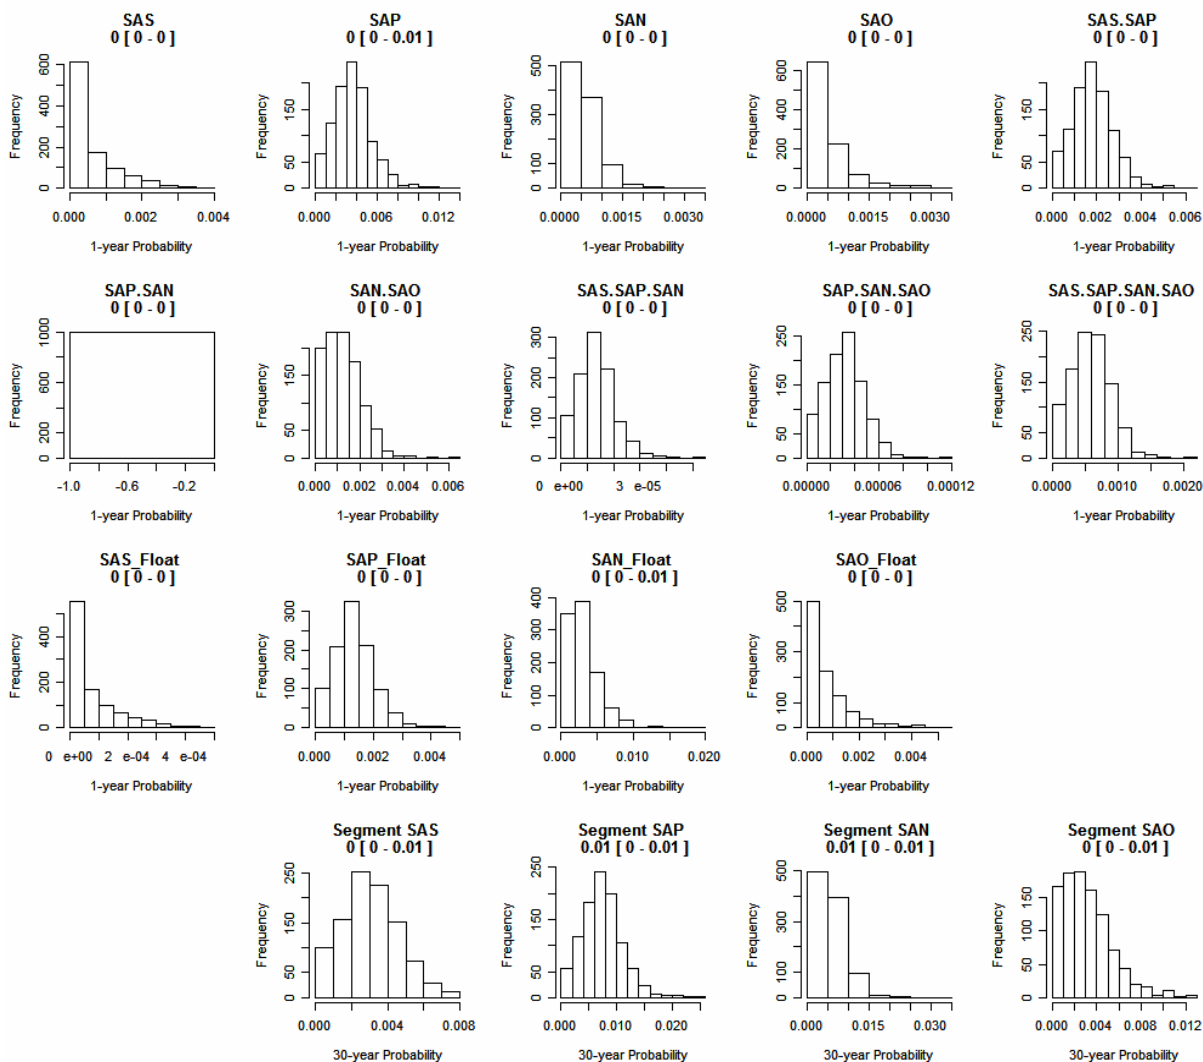 SAS
0 [ 0 - 0 ]
Frequency
0 200 400 600
0.000 0.002 0.004
1-year Probability
SAP
0 [ 0 - 0.01 ]
Frequency
0 50 150
0.000 0.006 0.012
1-year Probability
SAN
0 [ 0 - 0 ]
Frequency
0 100 300 500
0.0000 0.0015 0.0030
1-year Probability
SAO
0 [ 0 - 0 ]
Frequency
0 200 400 600
0.0000 0.0015 0.0030
1-year Probability
SAS.SAP
0 [ 0 - 0 ]
Frequency
0 50 150
0.000 0.002 0.004 0.006
1-year Probability
SAP.SAN
0 [ 0 - 0 ]
Frequency
0 200 600 1000
-1.0 -0.6 -0.2
1-year Probability
SAN.SAO
0 [ 0 - 0 ]
Frequency
0 50 150
0.000 0.002 0.004 0.006
1-year Probability
SAS.SAP.SAN
0 [ 0 - 0 ]
Frequency
0 100 200 300
0 e+00 3 e-05
1-year Probability
SAP.SAN.SAO
0 [ 0 - 0 ]
Frequency
0 50 150 250
0.00000 0.00006 0.00012
1-year Probability
SAS.SAP.SAN.SAO
0 [ 0 - 0 ]
Frequency
0 50 150 250
0.0000 0.0010 0.0020
1-year Probability
SAS_Float
0 [ 0 - 0 ]
Frequency
0 200 400
0 e+00 2 e-04 4 e-04
1-year Probability
SAP_Float
0 [ 0 - 0 ]
Frequency
0 100 200 300
0.000 0.002 0.004
1-year Probability
SAN_Float
0 [ 0 - 0.01 ]
Frequency
0 100 200 300 400
0.000 0.010 0.020
1-year Probability
SAO_Float
0 [ 0 - 0 ]
Frequency
0 100 300 500
0.000 0.002 0.004
1-year Probability
Segment SAS
0 [ 0 - 0.01 ]
Frequency
0 50 150 250
0.000 0.004 0.008
30-year Probability
Segment SAP
0.01 [ 0 - 0.01 ]
Frequency
0 50 150 250
0.000 0.010 0.020
30-year Probability
Segment SAN
0.01 [ 0 - 0.01 ]
Frequency
0 100 300 500
0.000 0.015 0.030
30-year Probability
Segment SAO
0 [ 0 - 0.01 ]
Frequency
0 50 100 150
0.000 0.004 0.008 0.012
30-year Probability